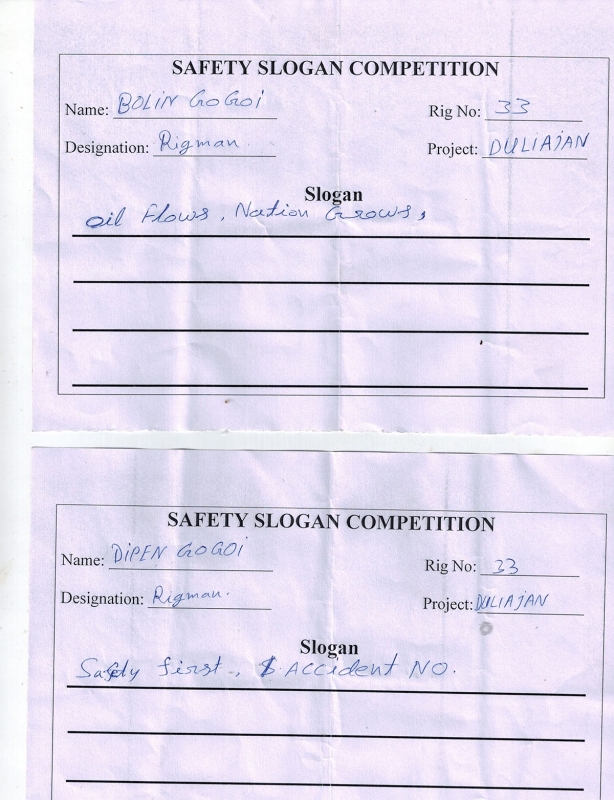 SAFETY SLOGAN COMPETITION
Name: BOLIN GOGOI Rig No: 33
Designation: Rigman. Project: DULIAJAN
Slogan
oil Flows, Nation Grows,
SAFETY SLOGAN COMPETITION
Name: DIPEN GOGOI Rig No: 33
Designation: Rigman. Project: DULIAJAN
Slogan
Safety first., Accident NO.